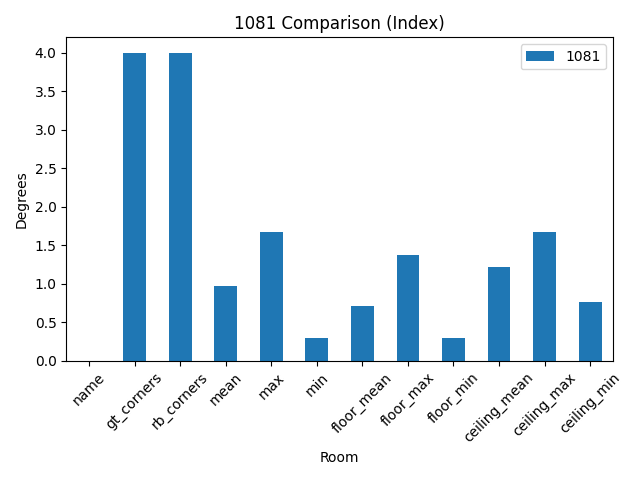 1081 Comparison (Index)
1081
Degrees
4.0
3.5
3.0
2.5
2.0
1.5
1.0
0.5
0.0
name
gt_corners
rb_corners
mean
max
min
floor_mean
floor_max
floor_min
ceiling_mean
ceiling_max
ceiling_min
Room